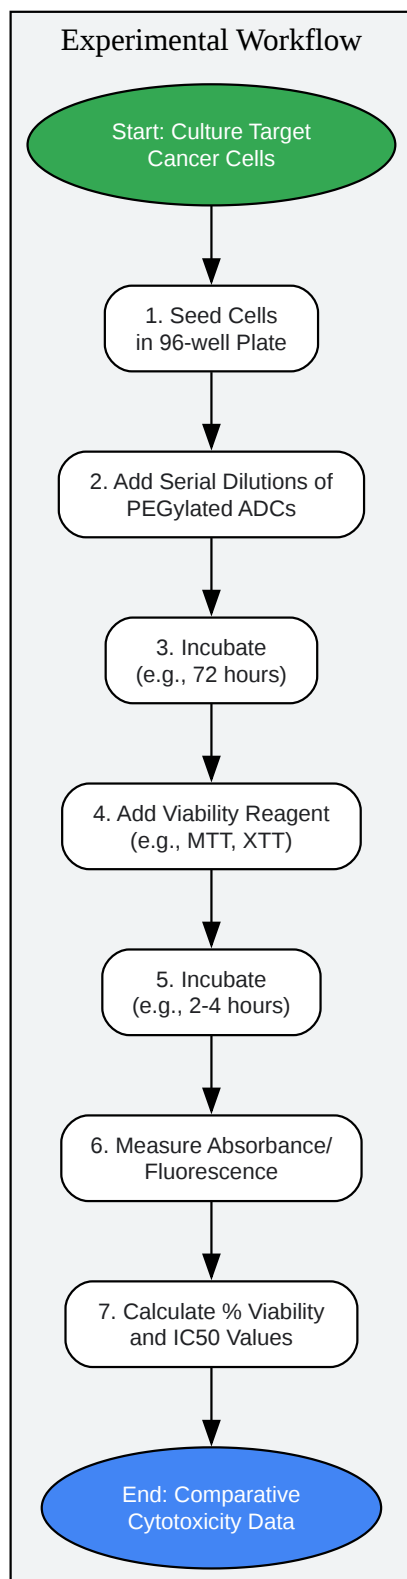 Experimental Workflow
Start: Culture Target
Cancer Cells
1. Seed Cells
in 96-well Plate
2. Add Serial Dilutions of
PEGylated ADCs
3. Incubate
(e.g., 72 hours)
4. Add Viability Reagent
(e.g., MTT, XTT)
5. Incubate
(e.g., 2-4 hours)
6. Measure Absorbance/
Fluorescence
7. Calculate % Viability
and IC50 Values
End: Comparative
Cytotoxicity Data